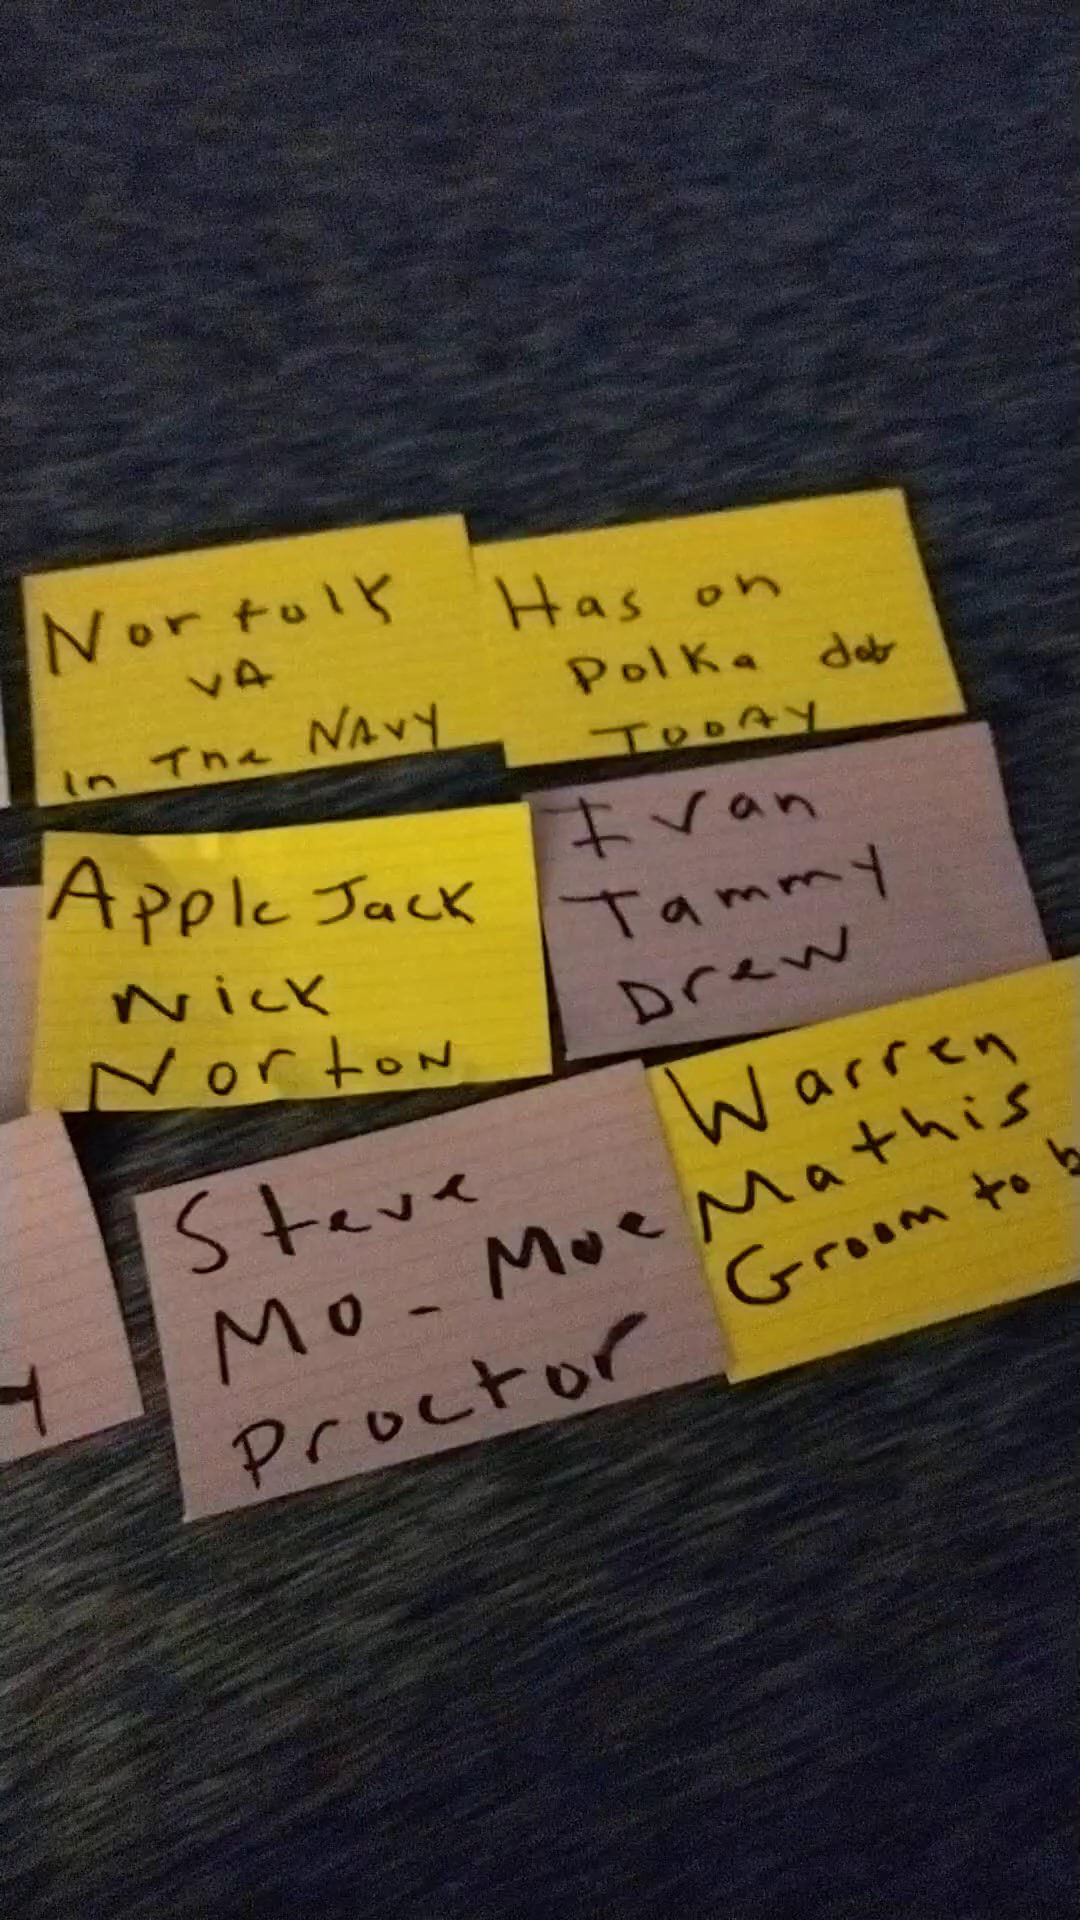 Norfolk
VA
In The NAVY
Has on
Polka dot
TODAY
Apple Jack
Nick
Norton
Ivan
Tammy
Drew
Steve
Mo-Moe
Proctor
Warren
Mathis
Groom to b
y